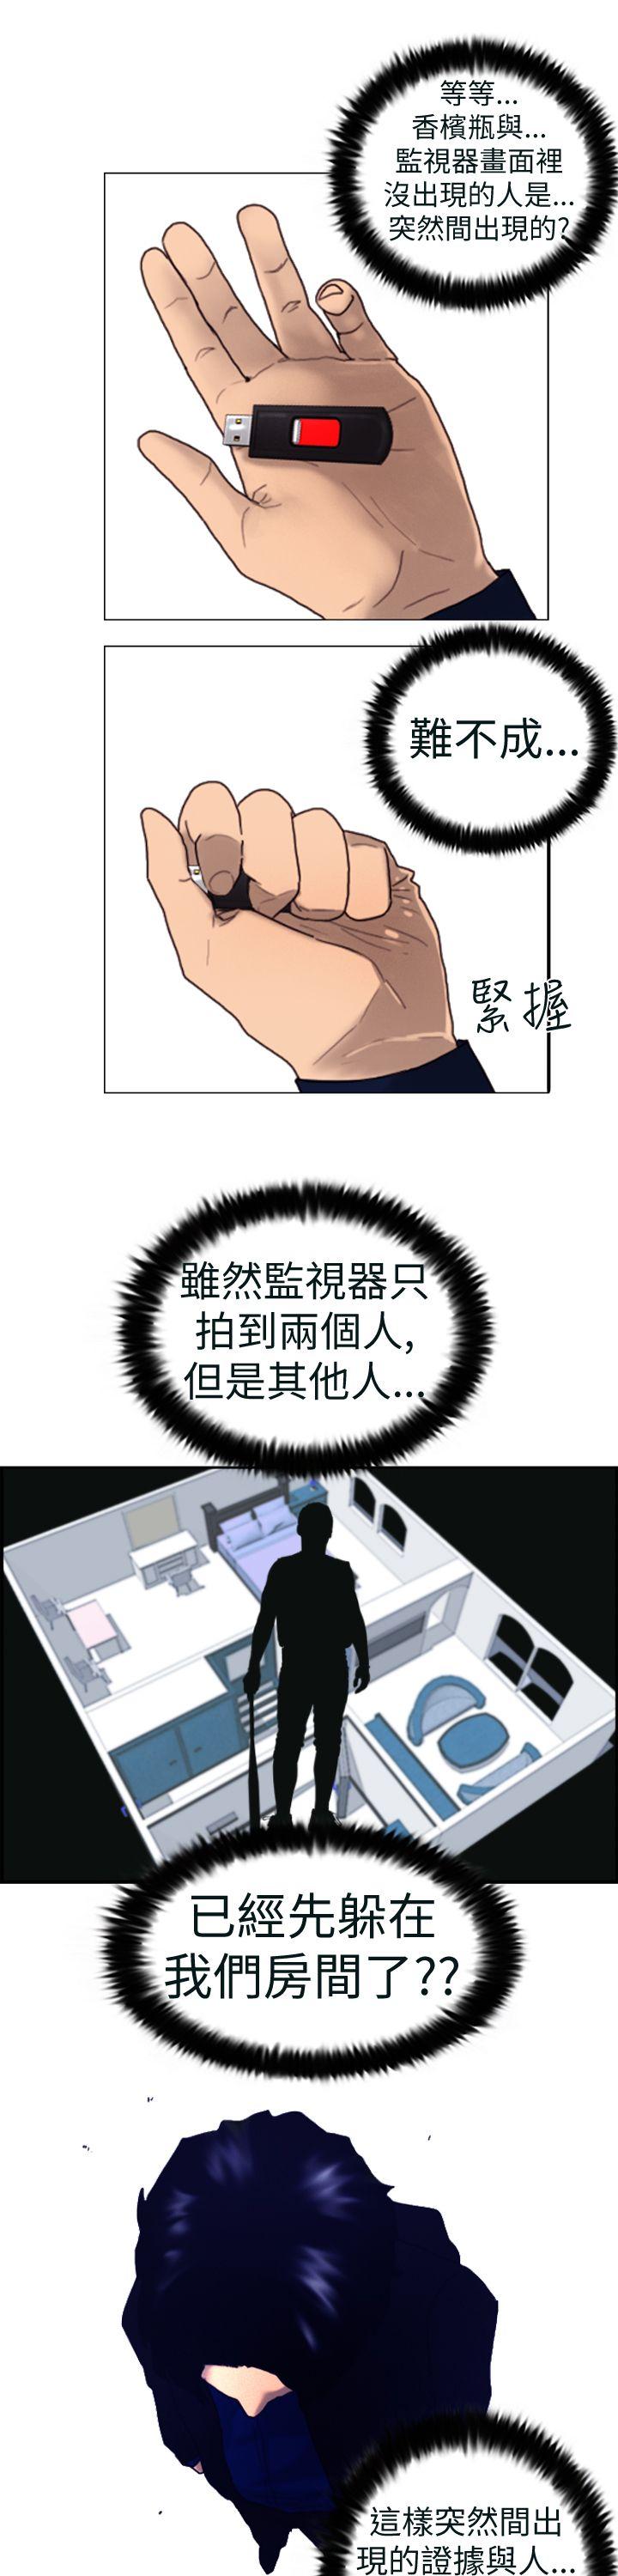 等等...
香檳瓶與...
監視器畫面裡
沒出現的人是...
突然間出現的?
難不成...
緊握
雖然監視器只
拍到兩個人,
但是其他人...
已經先躲在
我們房間了??
這樣突然間出
現的證據與人...